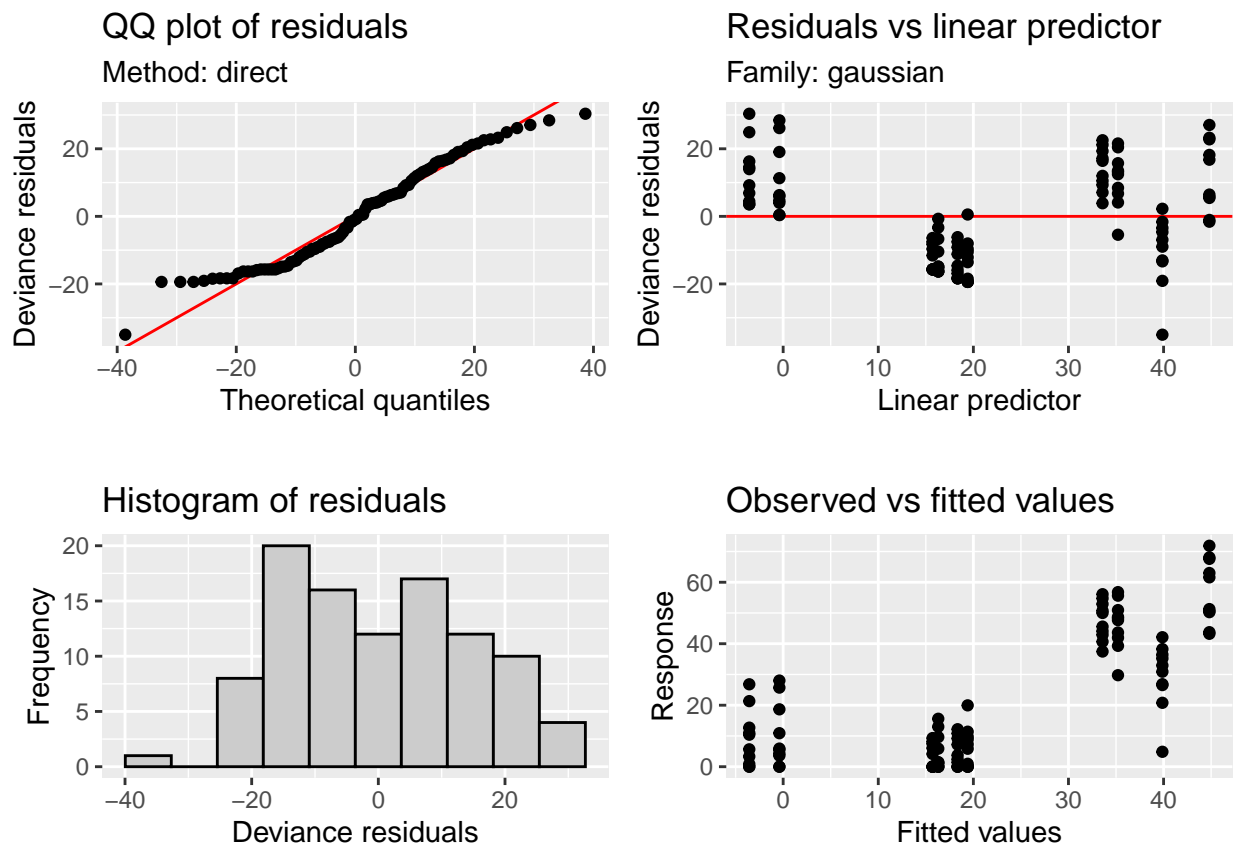 QQ plot of residuals
Method: direct
Deviance residuals
20
0
−20
−40
−20
0
20
40
Theoretical quantiles
Residuals vs linear predictor
Family: gaussian
Deviance residuals
20
0
−20
0
10
20
30
40
Linear predictor
Histogram of residuals
Frequency
20
15
10
5
0
−40
−20
0
20
Deviance residuals
Observed vs fitted values
Response
60
40
20
0
0
10
20
30
40
Fitted values